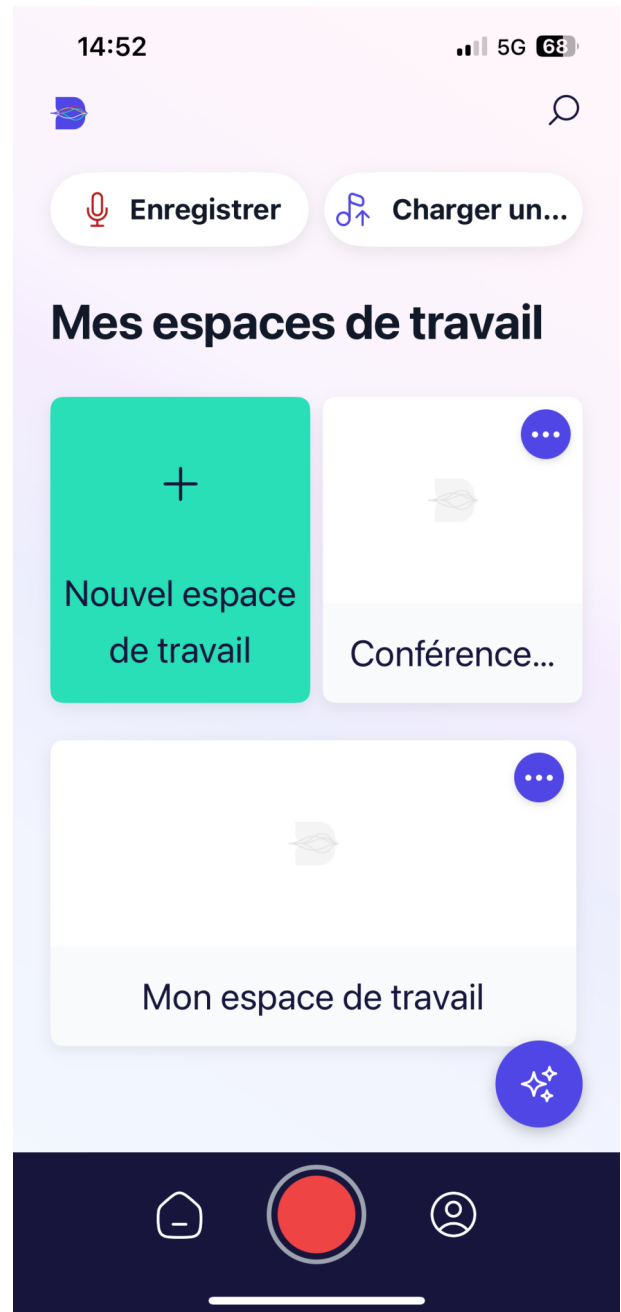 14:52
5G 68
Enregistrer
Charger un...
Mes espaces de travail
Nouvel espace
de travail
Conférence...
Mon espace de travail